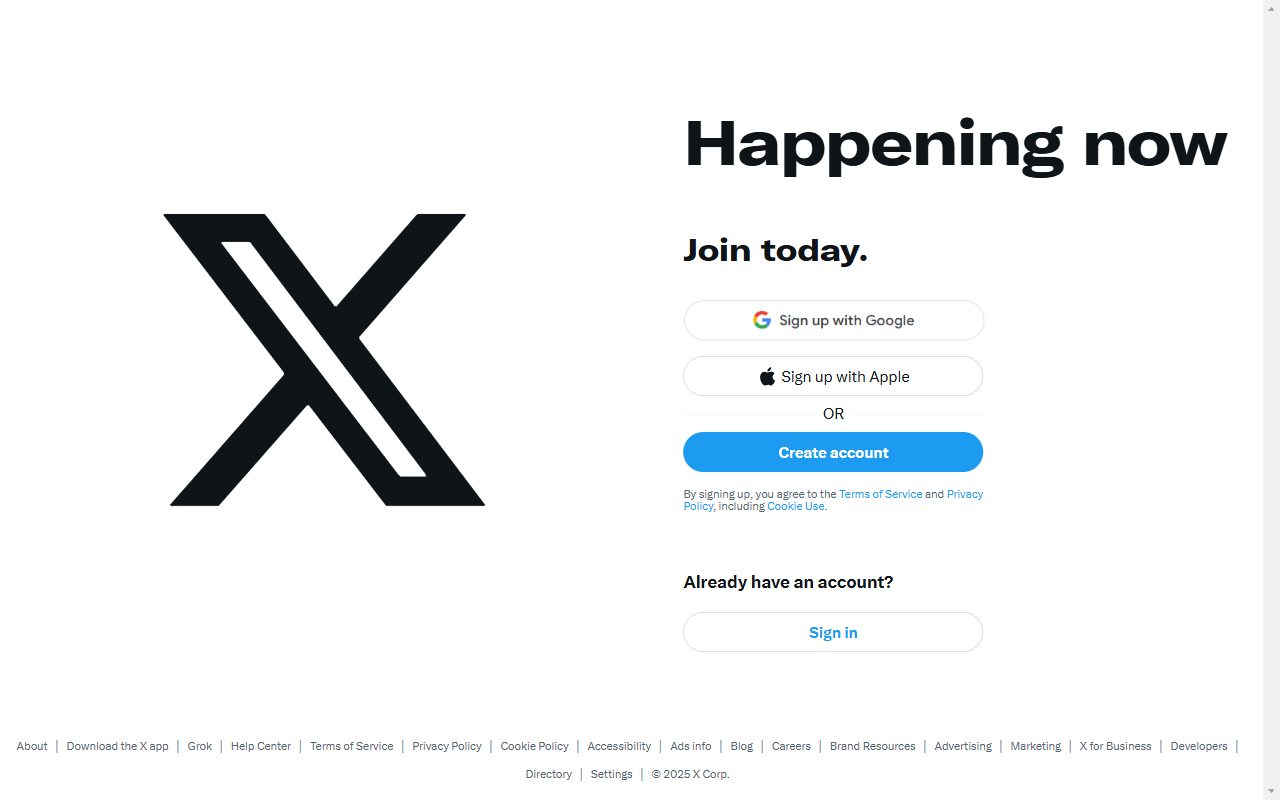 Happening now
Join today.
Sign up with Google
Sign up with Apple
OR
Create account
By signing up, you agree to the Terms of Service and Privacy
Policy, including Cookie Use.
Already have an account?
Sign in
About | Download the X app | Grok | Help Center | Terms of Service | Privacy Policy | Cookie Policy | Accessibility | Ads info | Blog | Careers | Brand Resources | Advertising | Marketing | X for Business | Developers |
Directory | Settings | © 2025 X Corp.